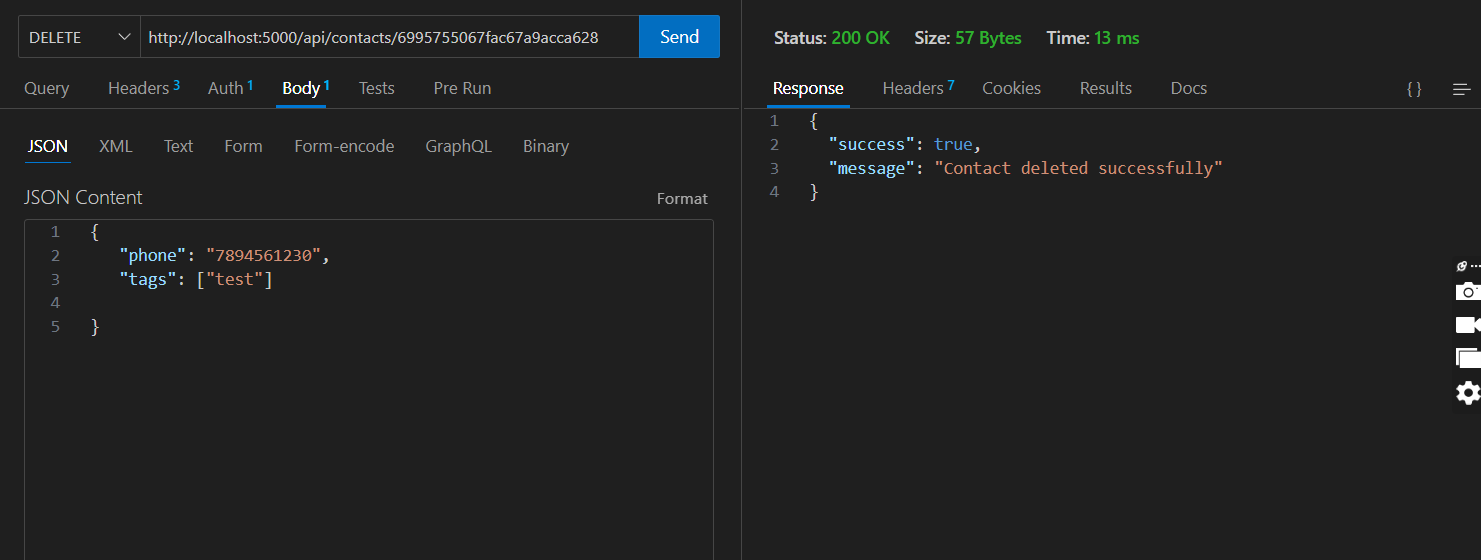 DELETE http://localhost:5000/api/contacts/6995755067fac67a9acca628 Send
Status: 200 OK Size: 57 Bytes Time: 13 ms
Query Headers 3 Auth 1 Body 1 Tests Pre Run
Response Headers 7 Cookies Results Docs { }
JSON XML Text Form Form-encode GraphQL Binary
JSON Content Format
1 {
2 "phone": "7894561230",
3 "tags": ["test"]
4
5 }
1 {
2 "success": true,
3 "message": "Contact deleted successfully"
4 }